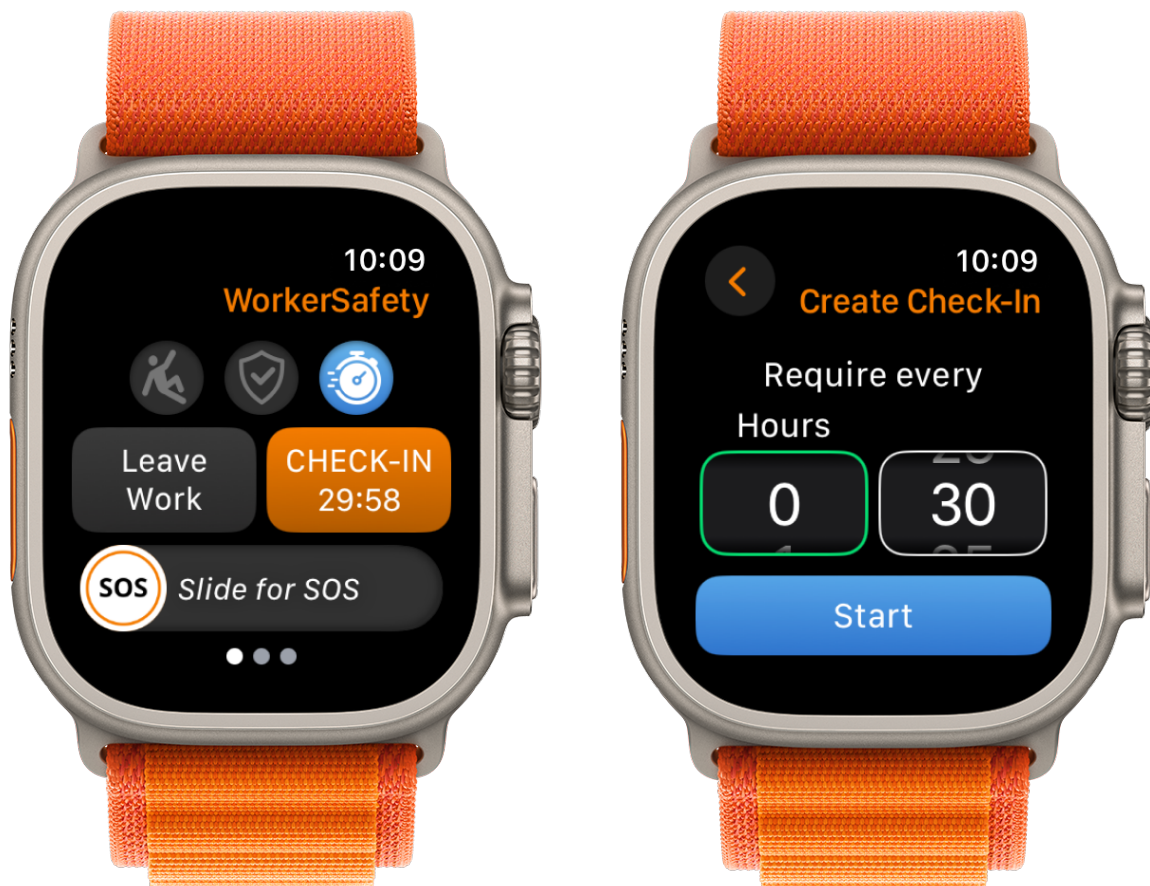 10:09
WorkerSafety
Leave
Work
CHECK-IN
29:58
SOS
Slide for SOS
10:09
Create Check-In
Require every
Hours
0
30
Start